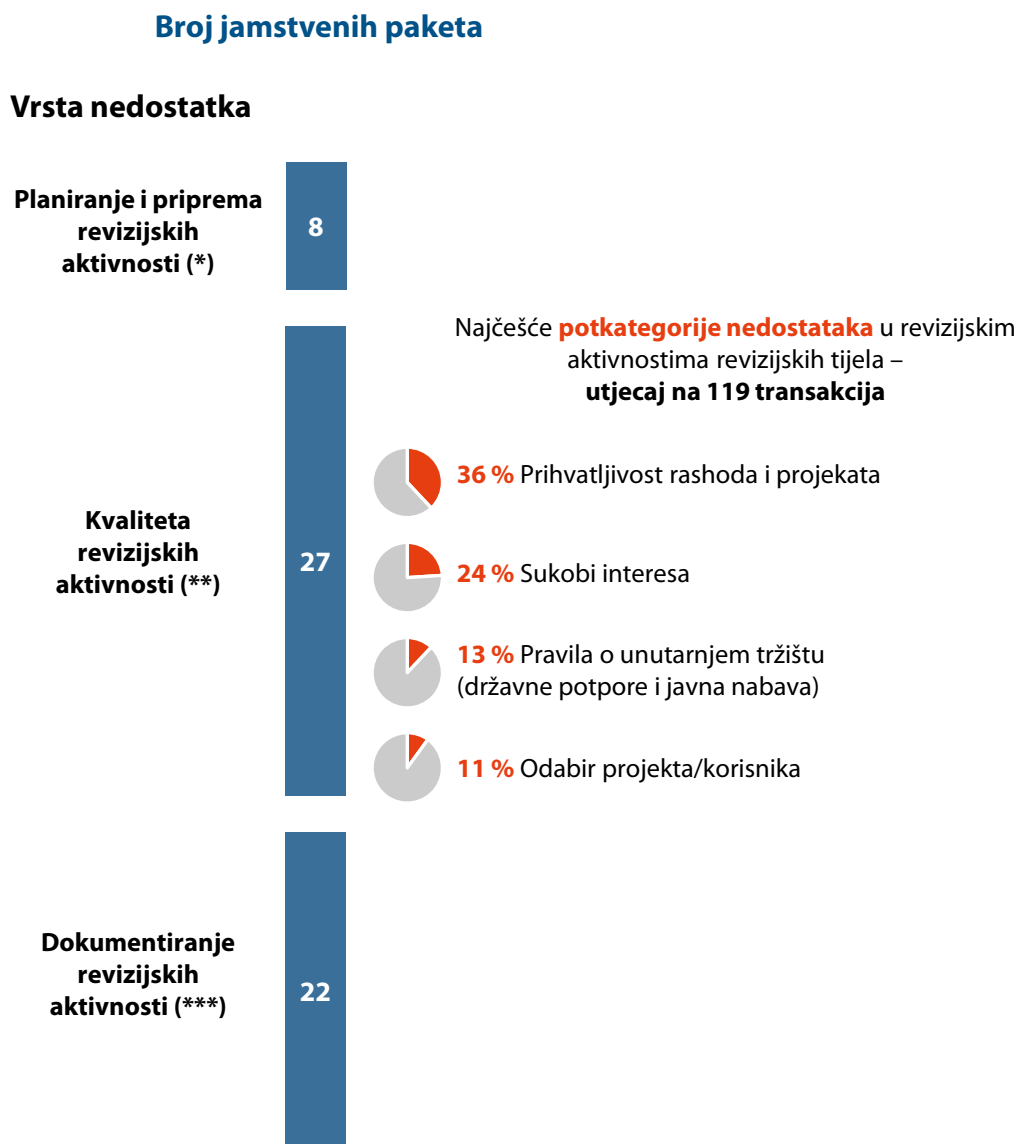 Broj jamstvenih paketa
Vrsta nedostatka
Planiranje i priprema
revizijskih
aktivnosti (*)
8
Najčešće potkategorije nedostataka u revizijskim
aktivnostima revizijskih tijela –
utjecaj na 119 transakcija
Kvaliteta
revizijskih
aktivnosti (**)
27
36 % Prihvatljivost rashoda i projekata
24 % Sukobi interesa
13 % Pravila o unutarnjem tržištu
(državne potpore i javna nabava)
11 % Odabir projekta/korisnika
Dokumentiranje
revizijskih
aktivnosti (***)
22